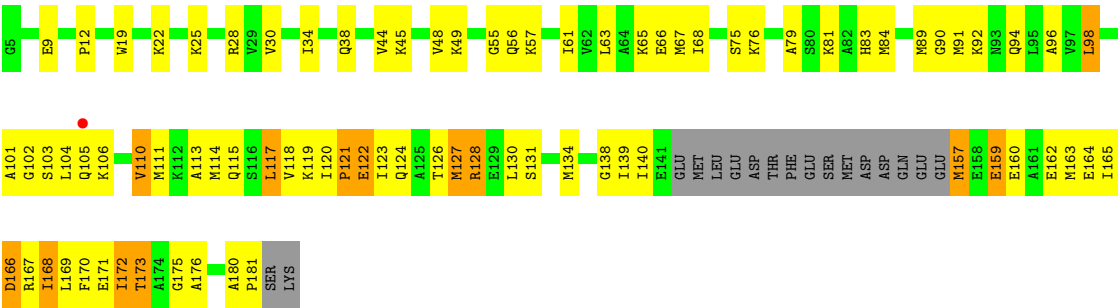 G5 E9 P12 W19 K22 K25 R28 V29 V30 I34 Q38 V44 K45 V48 K49 G55 Q56 K57 I61 V62 L63 A64 K65 E66 M67 I68 S75 K76 A79 S80 K81 A82 H83 M84 M89 G90 M91 K92 N93 Q94 L95 A96 V97 L98
A101 G102 S103 L104 Q105 K106 V110 M111 K112 A113 M114 Q115 S116 L117 V118 K119 I120 P121 E122 I123 Q124 A125 T126 M127 R128 E129 L130 S131 M134 G138 I139 I140 E141 GLU MET LEU GLU ASP THR PHE GLU SER MET ASP ASP GLN GLU GLU M157 E158 E159 E160 A161 E162 M163 E164 I165
D166 R167 I168 L169 F170 E171 I172 T173 A174 G175 A176 A180 P181 SER LYS